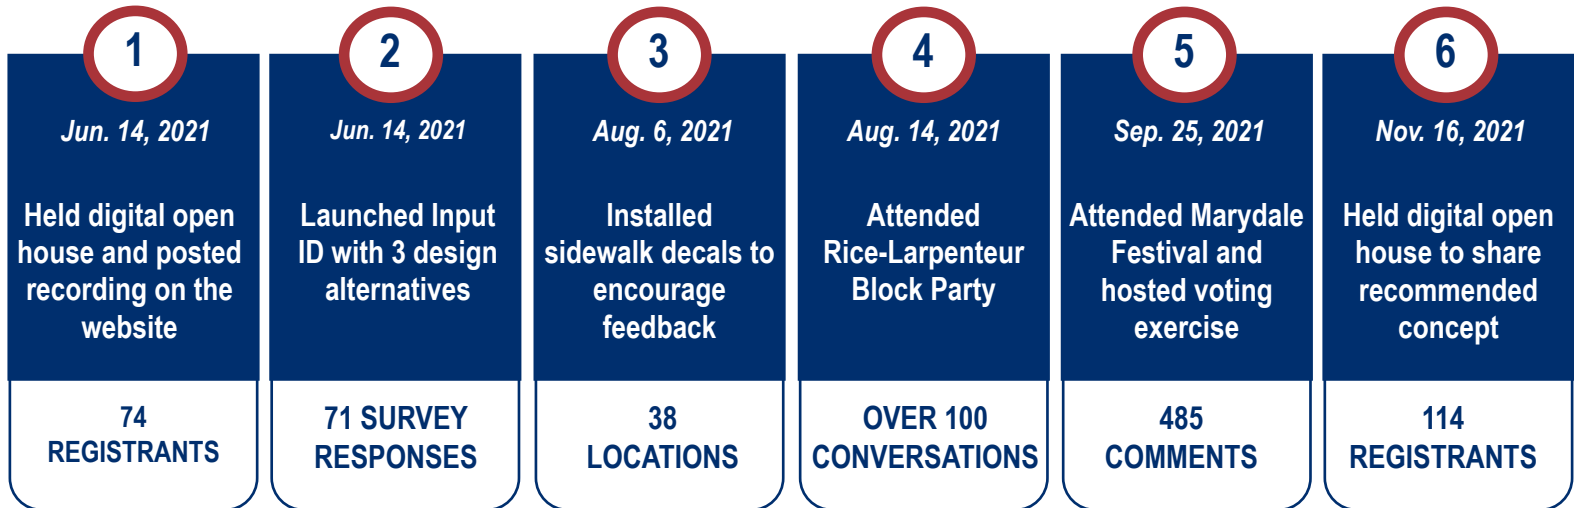 1
Jun. 14, 2021
Held digital open
house and posted
recording on the
website
74
REGISTRANTS
2
Jun. 14, 2021
Launched Input
ID with 3 design
alternatives
71 SURVEY
RESPONSES
3
Aug. 6, 2021
Installed
sidewalk decals to
encourage
feedback
38
LOCATIONS
4
Aug. 14, 2021
Attended
Rice-Larpenteur
Block Party
OVER 100
CONVERSATIONS
5
Sep. 25, 2021
Attended Marydale
Festival and
hosted voting
exercise
485
COMMENTS
6
Nov. 16, 2021
Held digital open
house to share
recommended
concept
114
REGISTRANTS